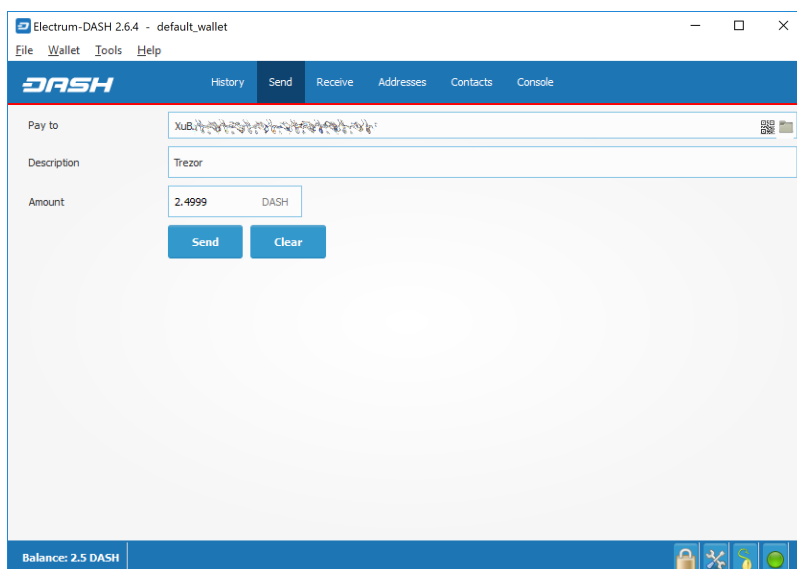 Electrum-DASH 2.6.4 - default_wallet
File Wallet Tools Help
DASH History Send Receive Addresses Contacts Console
Pay to XuB
Description Trezor
Amount 2.4999 DASH
Send Clear
Balance: 2.5 DASH